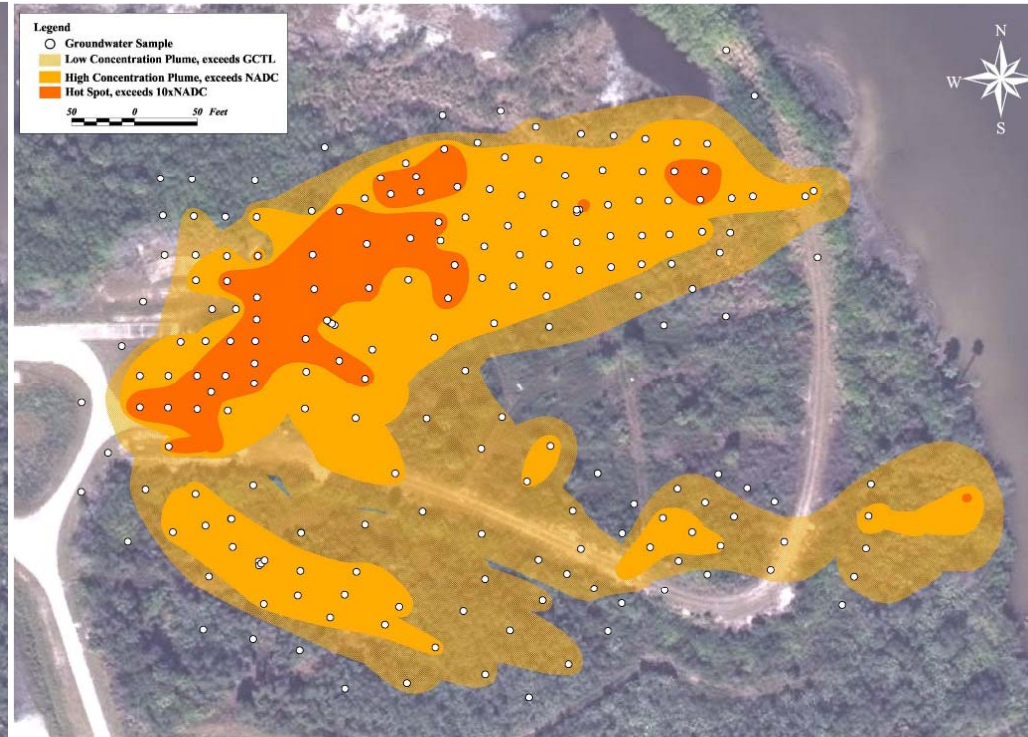 Legend
Groundwater Sample
Low Concentration Plume, exceeds GCTL
High Concentration Plume, exceeds NADC
Hot Spot, exceeds 10xNADC
50 0 50 Feet
N
W E
S